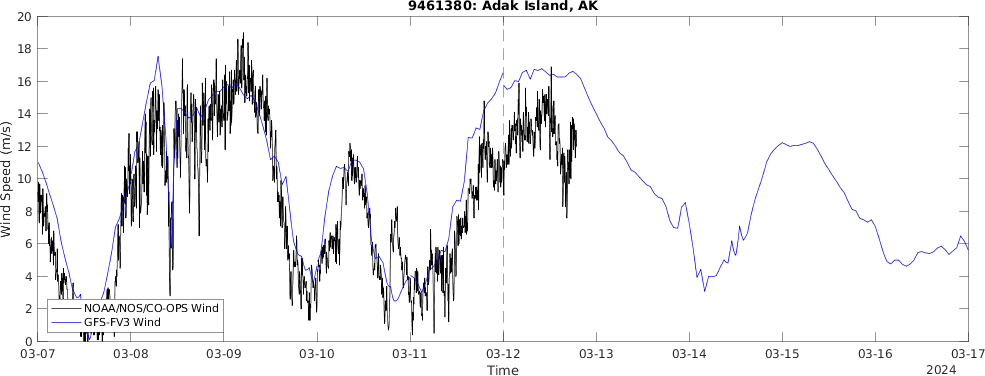 9461380: Adak Island, AK
20
18
16
14
12
10
8
6
4
2
0
Wind Speed (m/s)
NOAA/NOS/CO-OPS Wind
GFS-FV3 Wind
03-07 03-08 03-09 03-10 03-11 03-12 03-13 03-14 03-15 03-16 03-17
Time
2024